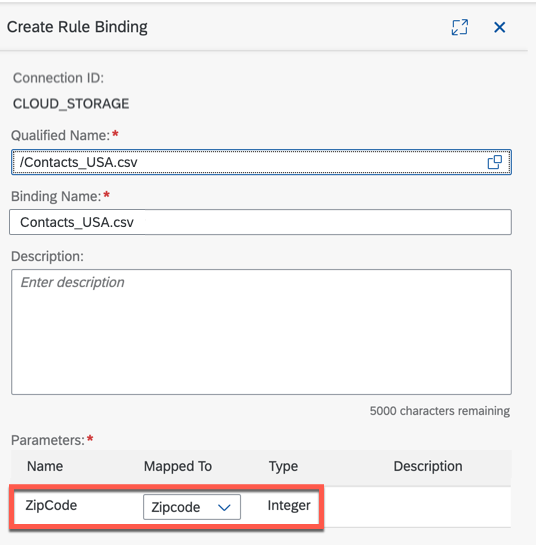 Create Rule Binding
Connection ID:
CLOUD_STORAGE
Qualified Name:*
/Contacts_USA.csv
Binding Name:*
Contacts_USA.csv
Description:
Enter description
5000 characters remaining
Parameters:*
Name Mapped To Type Description
ZipCode Zipcode Integer